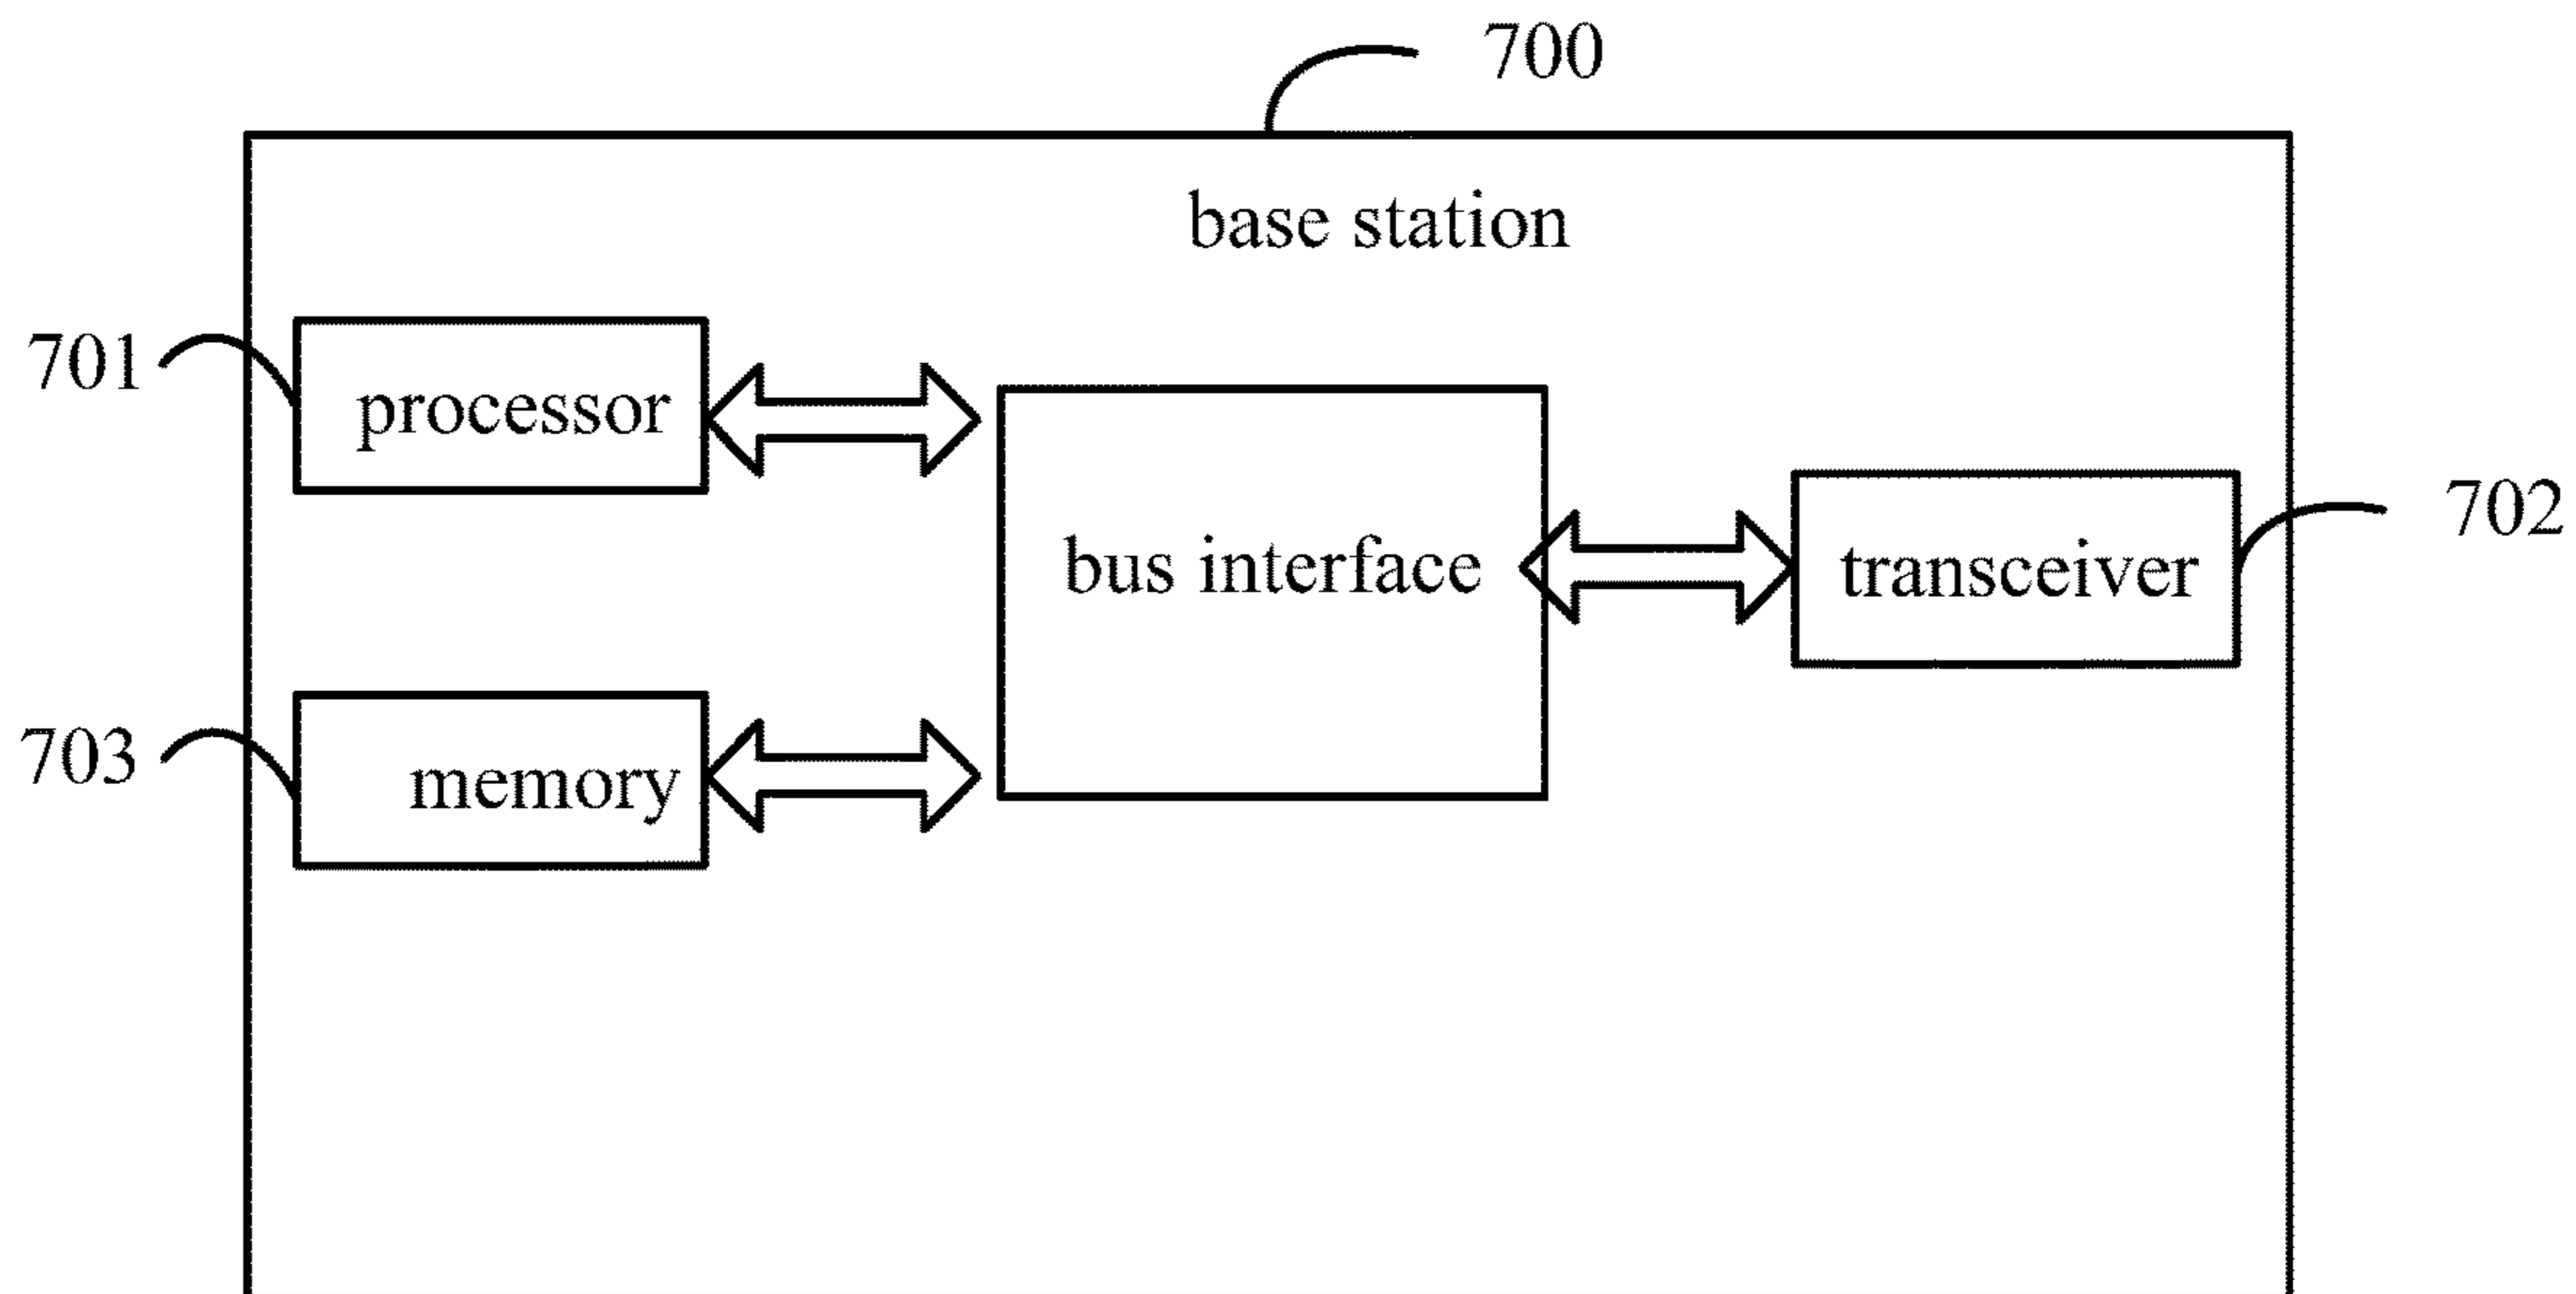 700
base station
701
processor
bus interface
702
transceiver
703
memory